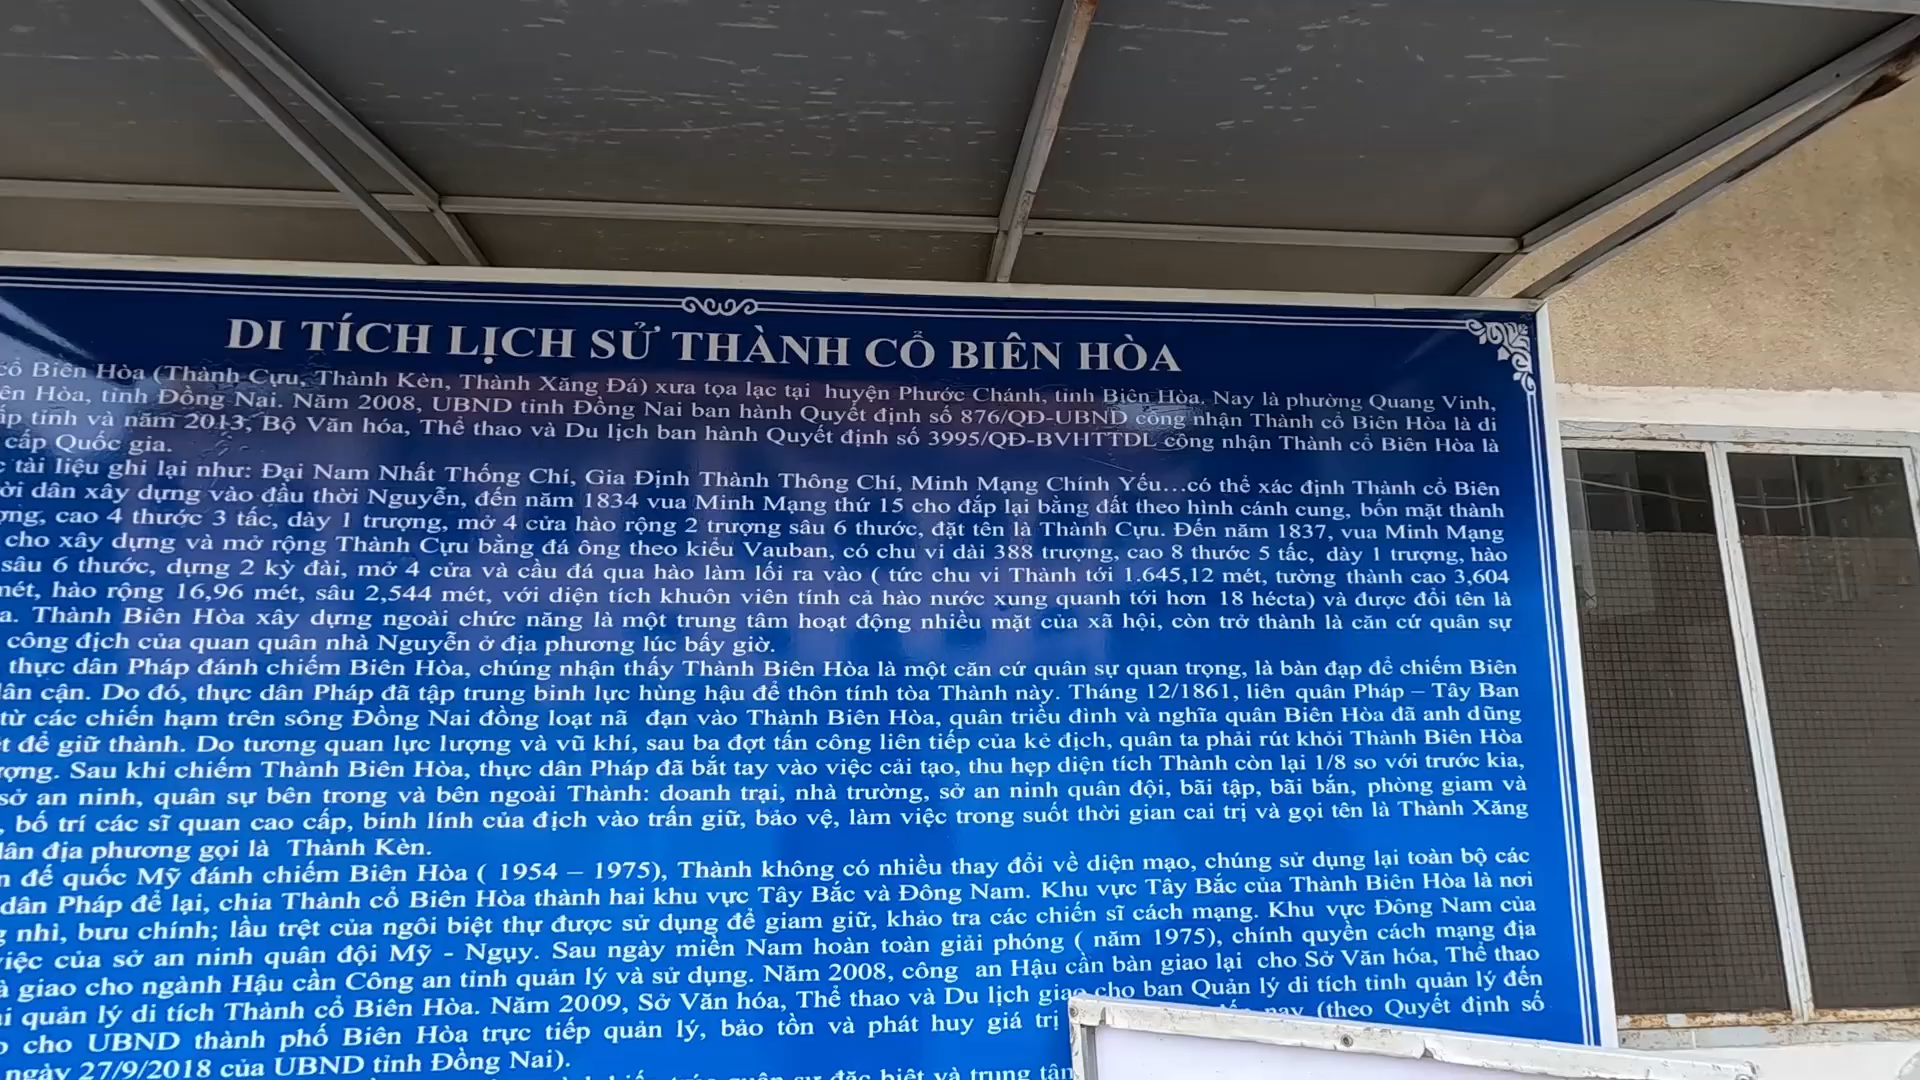 DI TÍCH LỊCH SỬ THÀNH CỔ BIÊN HÒA
cổ Biên Hòa (Thành Cựu, Thành Kèn, Thành Xăng Đá) xưa tọa lạc tại huyện Phước Chánh, tỉnh Biên Hòa. Nay là phường Quang Vinh,
Hòa, tỉnh Đồng Nai. Năm 2008, UBND tỉnh Đồng Nai ban hành Quyết định số 876/QĐ-UBND công nhận Thành cổ Biên Hòa là di
tỉnh và năm 2013, Bộ Văn hóa, Thể thao và Du lịch ban hành Quyết định số 3995/QĐ-BVHTTDL công nhận Thành cổ Biên Hòa là
cấp Quốc gia.
tài liệu ghi lại như: Đại Nam Nhất Thống Chí, Gia Định Thành Thông Chí, Minh Mạng Chính Yếu...có thể xác định Thành cổ Biên
dân xây dựng vào đầu thời Nguyễn, đến năm 1834 vua Minh Mạng thứ 15 cho đắp lại bằng đất theo hình cánh cung, bốn mặt thành
cao 4 thước 3 tấc, dày 1 trượng, mở 4 cửa hào rộng 2 trượng sâu 6 thước, đặt tên là Thành Cựu. Đến năm 1837, vua Minh Mạng
cho xây dựng và mở rộng Thành Cựu bằng đá ông theo kiểu Vauban, có chu vi dài 388 trượng, cao 8 thước 5 tấc, dày 1 trượng, hào
sâu 6 thước, dựng 2 kỳ đài, mở 4 cửa và cầu đá qua hào làm lối ra vào ( tức chu vi Thành tới 1.645,12 mét, tường thành cao 3,604
mét, hào rộng 16,96 mét, sâu 2,544 mét, với diện tích khuôn viên tính cả hào nước xung quanh tới hơn 18 hécta) và được đổi tên là
Thành Biên Hòa xây dựng ngoài chức năng là một trung tâm hoạt động nhiều mặt của xã hội, còn trở thành là căn cứ quân sự
công địch của quan quân nhà Nguyễn ở địa phương lúc bấy giờ.
thực dân Pháp đánh chiếm Biên Hòa, chúng nhận thấy Thành Biên Hòa là một căn cứ quân sự quan trọng, là bàn đạp để chiếm Biên
lân cận. Do đó, thực dân Pháp đã tập trung binh lực hùng hậu để thôn tính tòa Thành này. Tháng 12/1861, liên quân Pháp – Tây Ban
từ các chiến hạm trên sông Đồng Nai đồng loạt nã đạn vào Thành Biên Hòa, quân triều đình và nghĩa quân Biên Hòa đã anh dũng
để giữ thành. Do tương quan lực lượng và vũ khí, sau ba đợt tấn công liên tiếp của kẻ địch, quân ta phải rút khỏi Thành Biên Hòa
Sau khi chiếm Thành Biên Hòa, thực dân Pháp đã bắt tay vào việc cải tạo, thu hẹp diện tích Thành còn lại 1/8 so với trước kia,
sở an ninh, quân sự bên trong và bên ngoài Thành: doanh trại, nhà trường, sở an ninh quân đội, bãi tập, bãi bắn, phòng giam và
, bố trí các sĩ quan cao cấp, binh lính của địch vào trấn giữ, bảo vệ, làm việc trong suốt thời gian cai trị và gọi tên là Thành Xăng
địa phương gọi là Thành Kèn.
đế quốc Mỹ đánh chiếm Biên Hòa ( 1954 – 1975), Thành không có nhiều thay đổi về diện mạo, chúng sử dụng lại toàn bộ các
dân Pháp để lại, chia Thành cổ Biên Hòa thành hai khu vực Tây Bắc và Đông Nam. Khu vực Tây Bắc của Thành Biên Hòa là nơi
nhi, bưu chính; lầu trệt của ngôi biệt thự được sử dụng để giam giữ, khảo tra các chiến sĩ cách mạng. Khu vực Đông Nam của
việc của sở an ninh quân đội Mỹ - Ngụy. Sau ngày miền Nam hoàn toàn giải phóng ( năm 1975), chính quyền cách mạng địa
giao cho ngành Hậu cần Công an tỉnh quản lý và sử dụng. Năm 2008, công an Hậu cần bàn giao lại cho Sở Văn hóa, Thể thao
quản lý di tích Thành cổ Biên Hòa. Năm 2009, Sở Văn hóa, Thể thao và Du lịch giao cho ban Quản lý di tích tỉnh quản lý đến
cho UBND thành phố Biên Hòa trực tiếp quản lý, bảo tồn và phát huy giá trị nay (theo Quyết định số
ngày 27/9/2018 của UBND tỉnh Đồng Nai).
quân sự đặc biệt và trung tâm